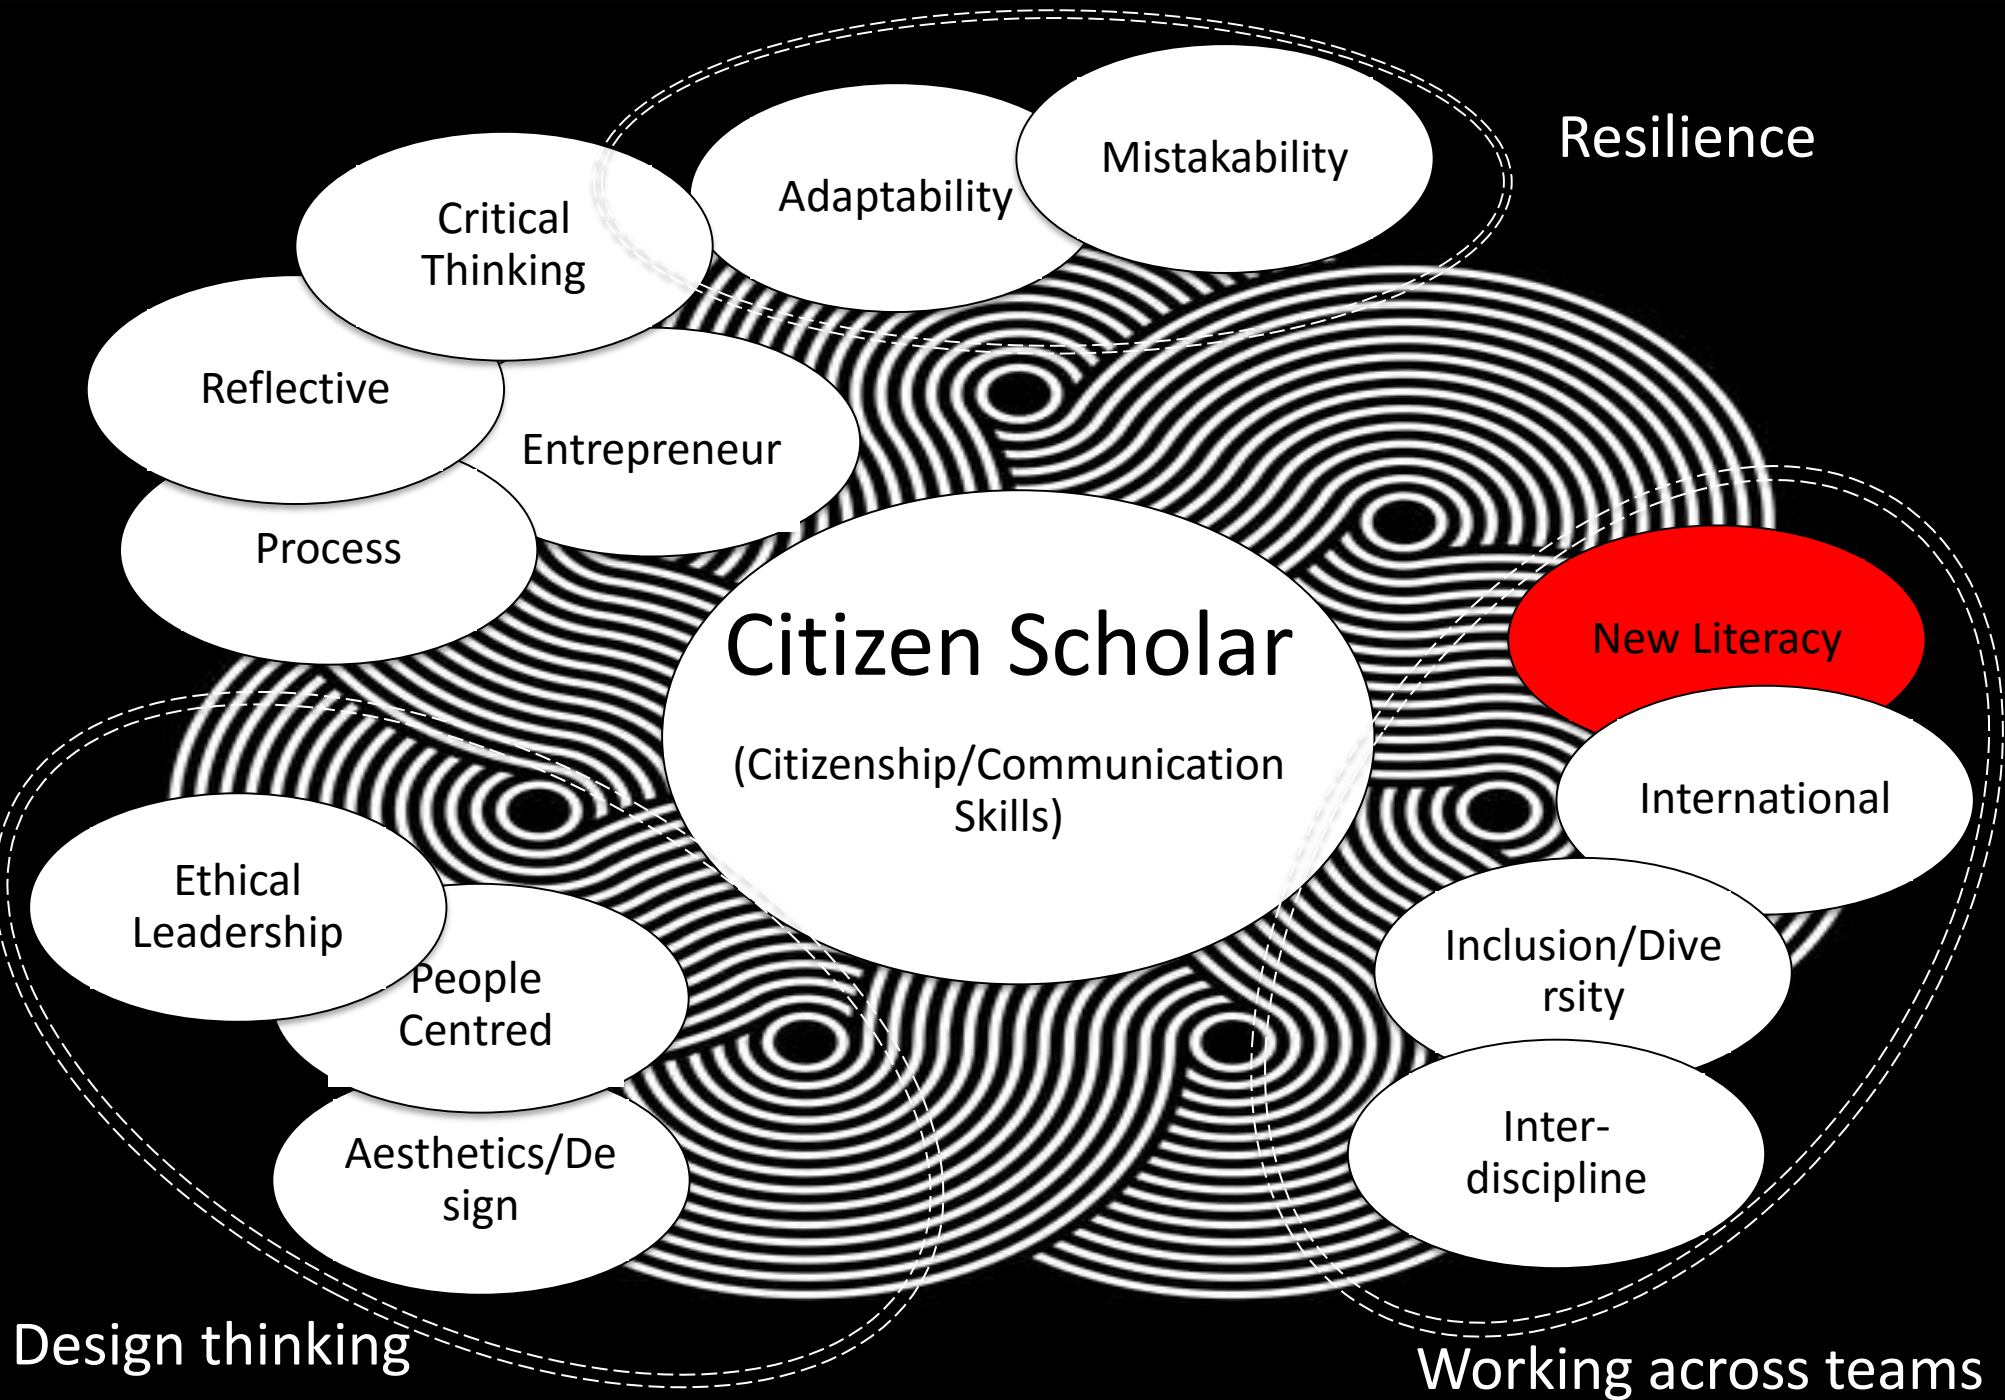 Resilience
Mistakability
Adaptability
Critical
Thinking
Reflective
Entrepreneur
Process
Citizen Scholar
(Citizenship/Communication
Skills)
New Literacy
International
Inclusion/Dive
rsity
Inter-
discipline
Ethical
Leadership
People
Centred
Aesthetics/De
sign
Design thinking
Working across teams